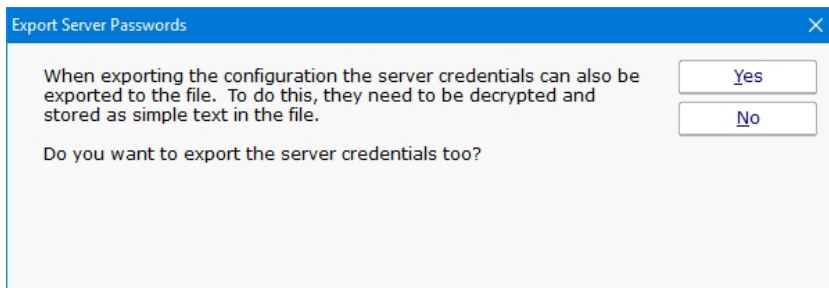 Export Server Passwords
When exporting the configuration the server credentials can also be
exported to the file.  To do this, they need to be decrypted and
stored as simple text in the file.
Do you want to export the server credentials too?
Yes
No